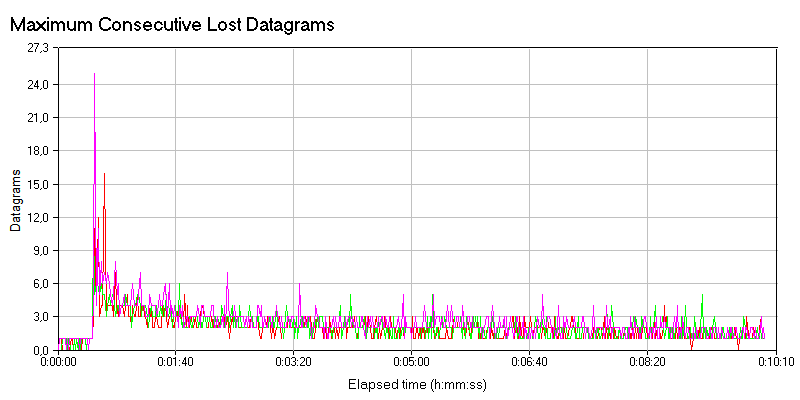 Maximum Consecutive Lost Datagrams
27,3
24,0
21,0
18,0
15,0
12,0
9,0
6,0
3,0
0,0
Datagrams
0:00:00 0:01:40 0:03:20 0:05:00 0:06:40 0:08:20 0:10:10
Elapsed time (h:mm:ss)